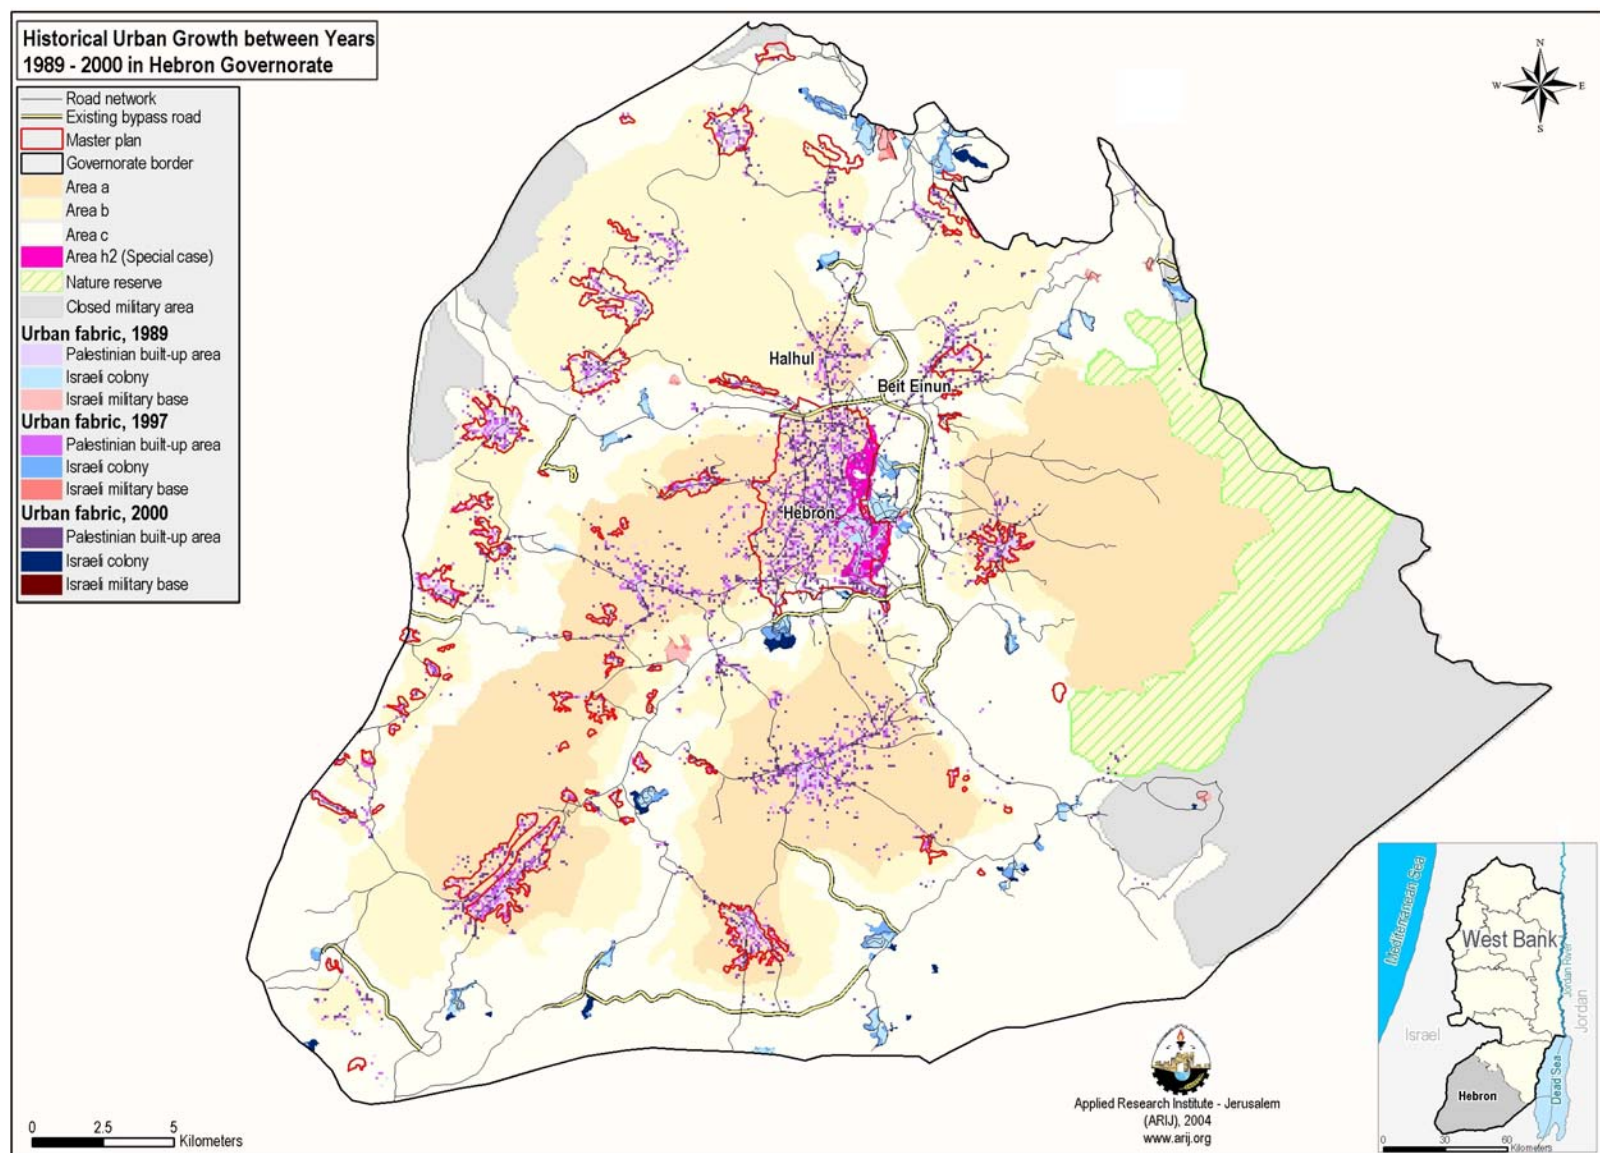 Historical Urban Growth between Years
1989 - 2000 in Hebron Governorate
Road network
Existing bypass road
Master plan
Governorate border
Area a
Area b
Area c
Area h2 (Special case)
Nature reserve
Closed military area
Urban fabric, 1989
Palestinian built-up area
Israeli colony
Israeli military base
Urban fabric, 1997
Palestinian built-up area
Israeli colony
Israeli military base
Urban fabric, 2000
Palestinian built-up area
Israeli colony
Israeli military base
N
W E
S
Halhul
Beit Einun
Hebron
0 2.5 5
Kilometers
Applied Research Institute - Jerusalem
(ARIJ), 2004
www.arij.org
Mediterranean Sea
West Bank
Jordan River
Jordan
Israel
Dead Sea
Hebron
0 30 60
Kilometers